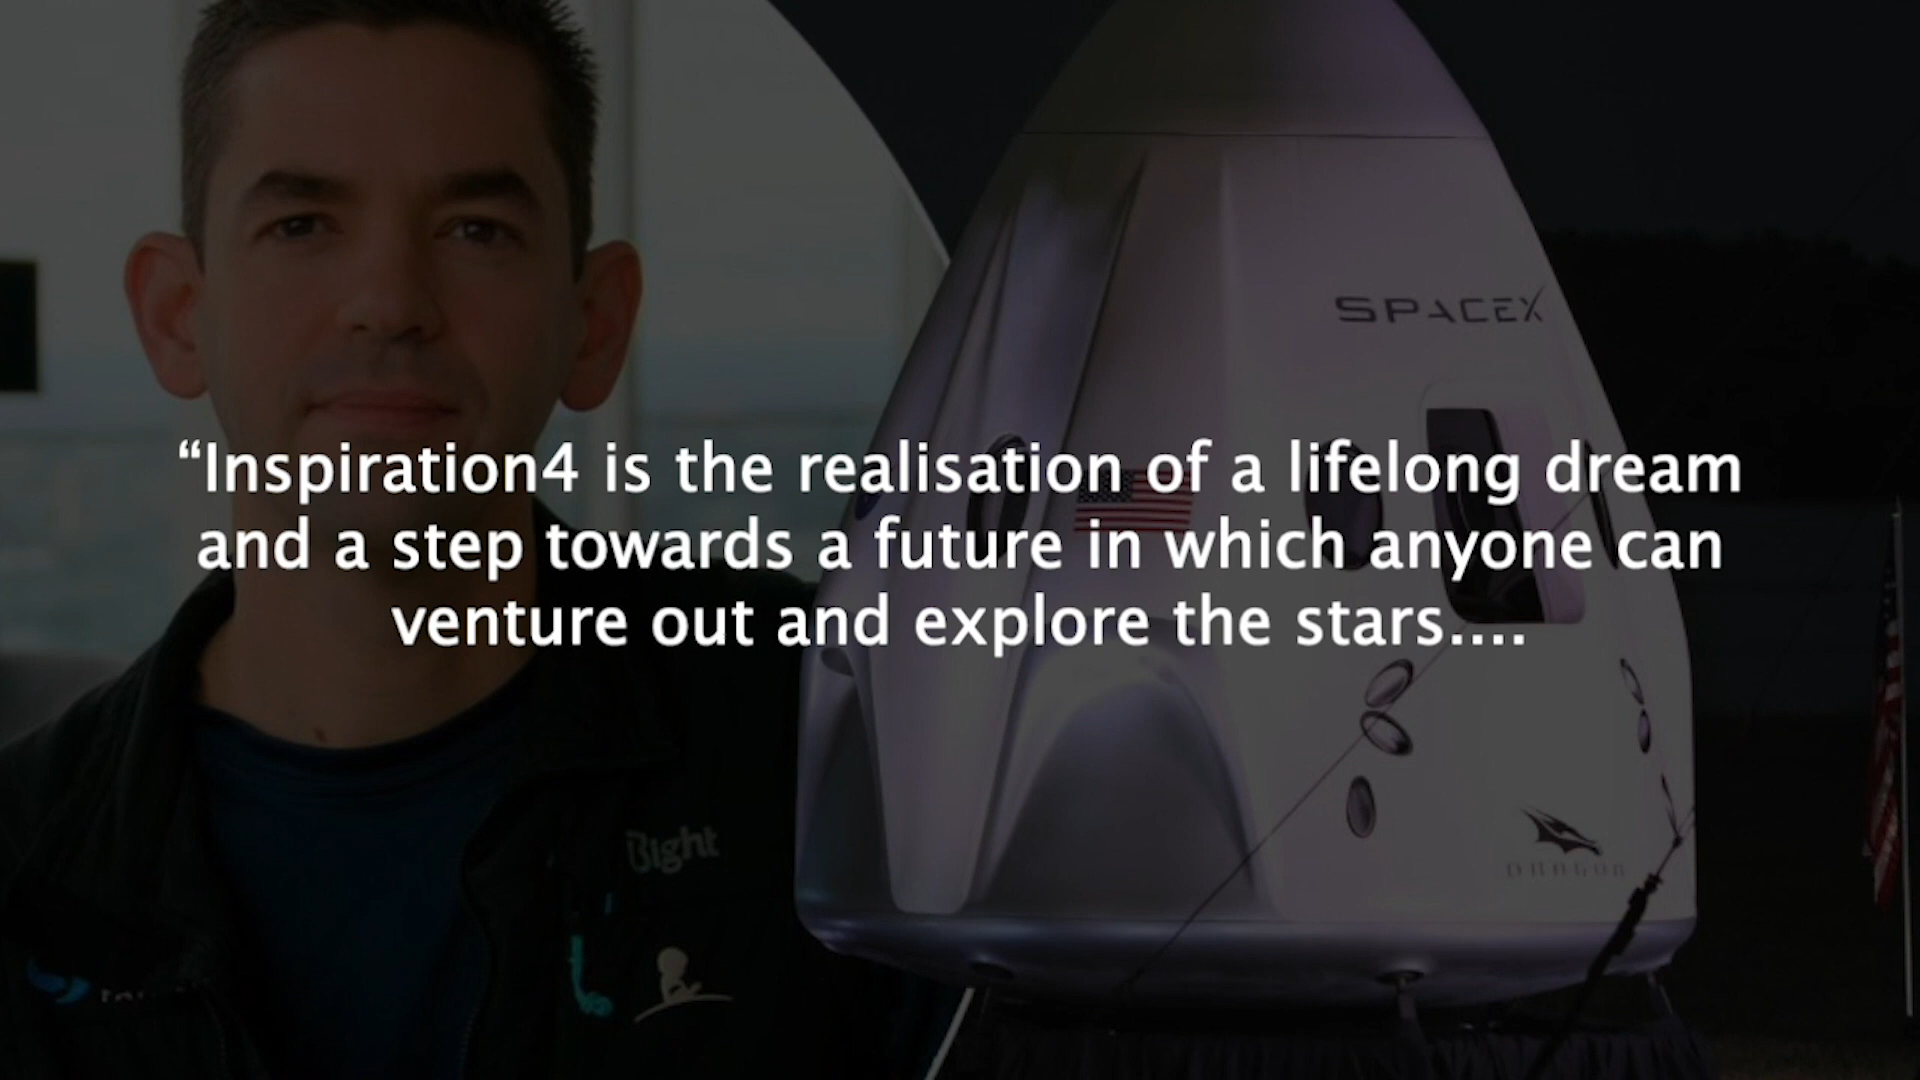 SPACEX
“Inspiration4 is the realisation of a lifelong dream
and a step towards a future in which anyone can
venture out and explore the stars....
DRAGON